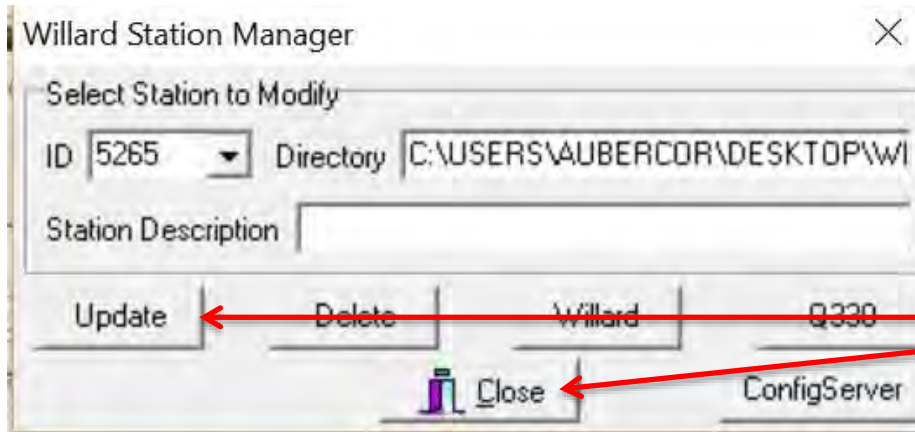 Willard Station Manager
Select Station to Modify
ID 5265 Directory C:\USERS\AUBERCOR\DESKTOP\WI
Station Description
Update Delete Willard Q330
Close ConfigServer